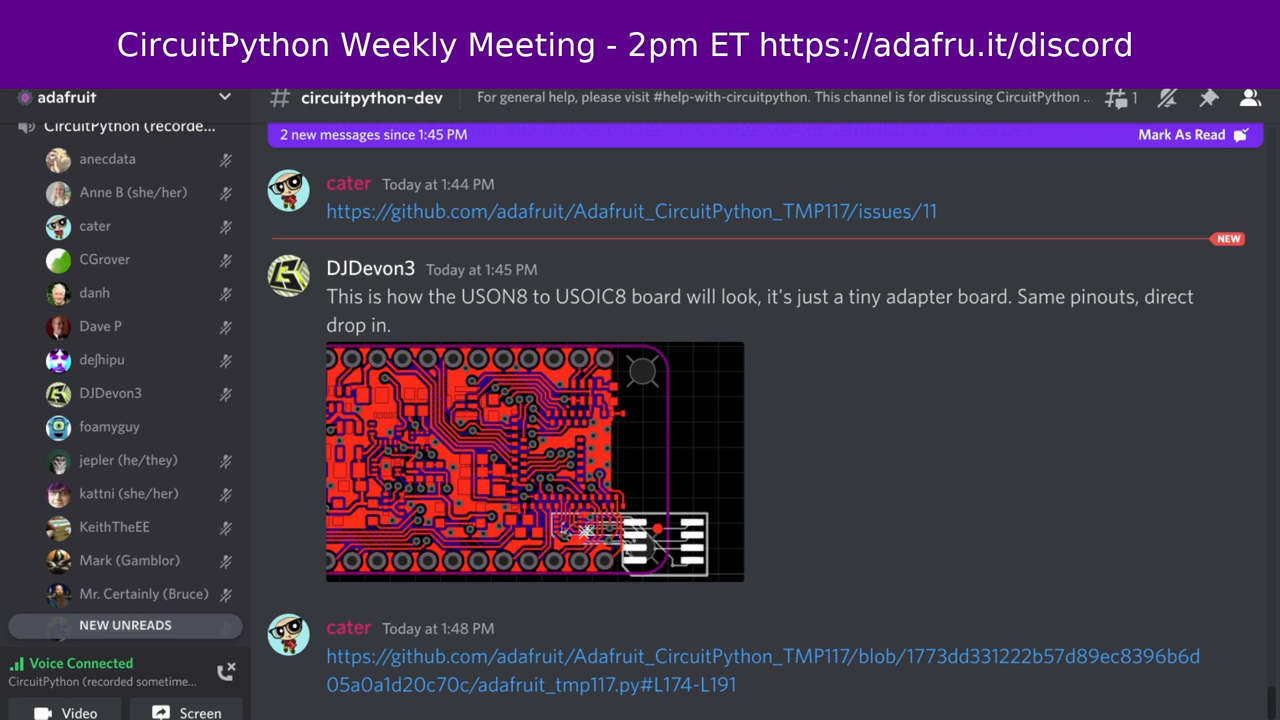 CircuitPython Weekly Meeting - 2pm ET https://adafru.it/discord
adafruit
CircuitPython (recorde...
anecdata
Anne B (she/her)
cater
CGrover
danh
Dave P
deʃhipu
DJDevon3
foamyguy
jepler (he/they)
kattni (she/her)
KeithTheEE
Mark (Gamblor)
Mr. Certainly (Bruce)
NEW UNREADS
Voice Connected
CircuitPython (recorded sometime...
Video
Screen
# circuitpython-dev
For general help, please visit #help-with-circuitpython. This channel is for discussing CircuitPython ...
1
2 new messages since 1:45 PM
Mark As Read
cater Today at 1:44 PM
https://github.com/adafruit/Adafruit_CircuitPython_TMP117/issues/11
NEW
DJDevon3 Today at 1:45 PM
This is how the USON8 to USOIC8 board will look, it's just a tiny adapter board. Same pinouts, direct
drop in.
cater Today at 1:48 PM
https://github.com/adafruit/Adafruit_CircuitPython_TMP117/blob/1773dd331222b57d89ec8396b6d
05a0a1d20c70c/adafruit_tmp117.py#L174-L191